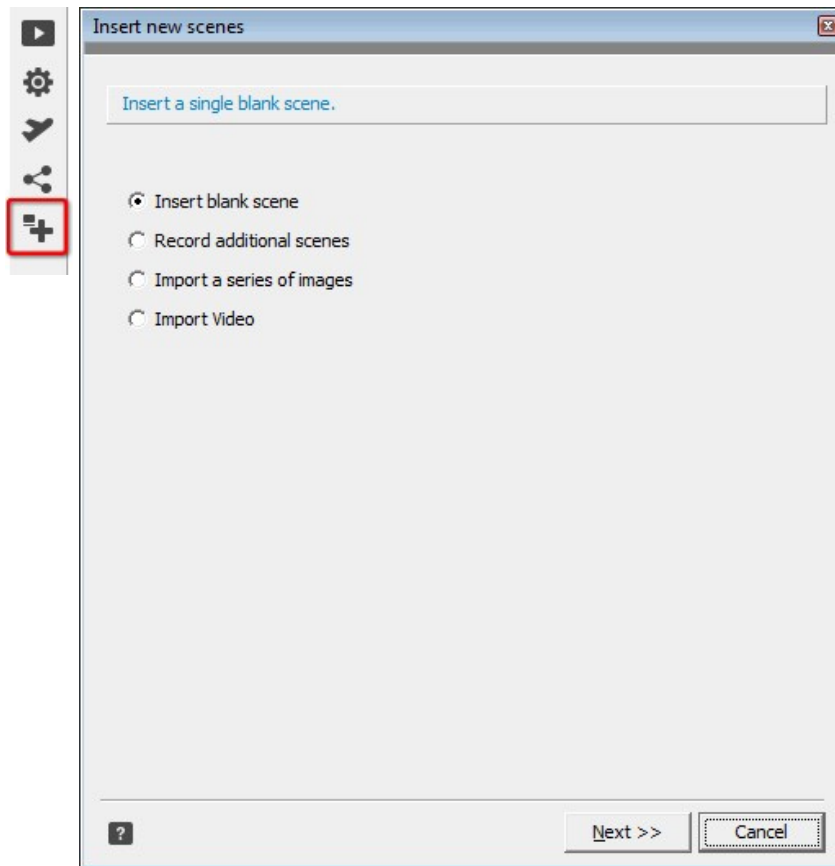 Insert new scenes
Insert a single blank scene.
Insert blank scene
Record additional scenes
Import a series of images
Import Video
?
Next >>
Cancel